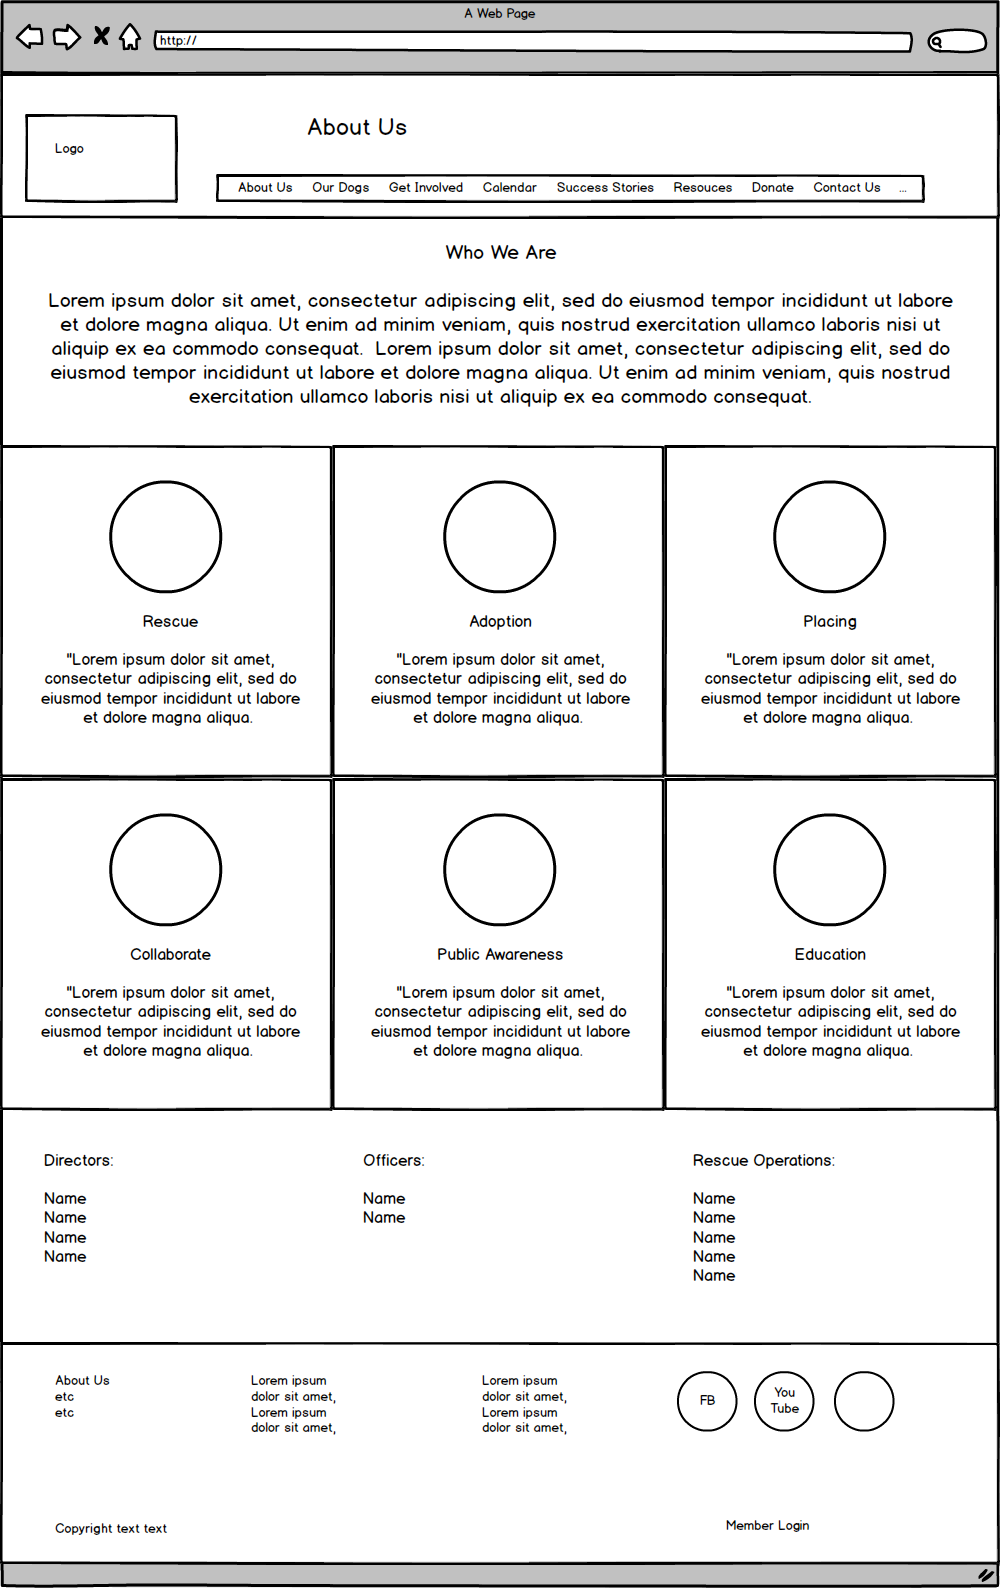 A Web Page
http://
About Us
Logo
About Us Our Dogs Get Involved Calendar Success Stories Resouces Donate Contact Us ...
Who We Are
Lorem ipsum dolor sit amet, consectetur adipiscing elit, sed do eiusmod tempor incididunt ut labore
et dolore magna aliqua. Ut enim ad minim veniam, quis nostrud exercitation ullamco laboris nisi ut
aliquip ex ea commodo consequat. Lorem ipsum dolor sit amet, consectetur adipiscing elit, sed do
eiusmod tempor incididunt ut labore et dolore magna aliqua. Ut enim ad minim veniam, quis nostrud
exercitation ullamco laboris nisi ut aliquip ex ea commodo consequat.
Rescue
"Lorem ipsum dolor sit amet,
consectetur adipiscing elit, sed do
eiusmod tempor incididunt ut labore
et dolore magna aliqua.
Adoption
"Lorem ipsum dolor sit amet,
consectetur adipiscing elit, sed do
eiusmod tempor incididunt ut labore
et dolore magna aliqua.
Placing
"Lorem ipsum dolor sit amet,
consectetur adipiscing elit, sed do
eiusmod tempor incididunt ut labore
et dolore magna aliqua.
Collaborate
"Lorem ipsum dolor sit amet,
consectetur adipiscing elit, sed do
eiusmod tempor incididunt ut labore
et dolore magna aliqua.
Public Awareness
"Lorem ipsum dolor sit amet,
consectetur adipiscing elit, sed do
eiusmod tempor incididunt ut labore
et dolore magna aliqua.
Education
"Lorem ipsum dolor sit amet,
consectetur adipiscing elit, sed do
eiusmod tempor incididunt ut labore
et dolore magna aliqua.
Directors:
Name
Name
Name
Name
Officers:
Name
Name
Rescue Operations:
Name
Name
Name
Name
Name
About Us
etc
etc
Lorem ipsum
dolor sit amet,
Lorem ipsum
dolor sit amet,
Lorem ipsum
dolor sit amet,
Lorem ipsum
dolor sit amet,
FB
You
Tube
Copyright text text
Member Login